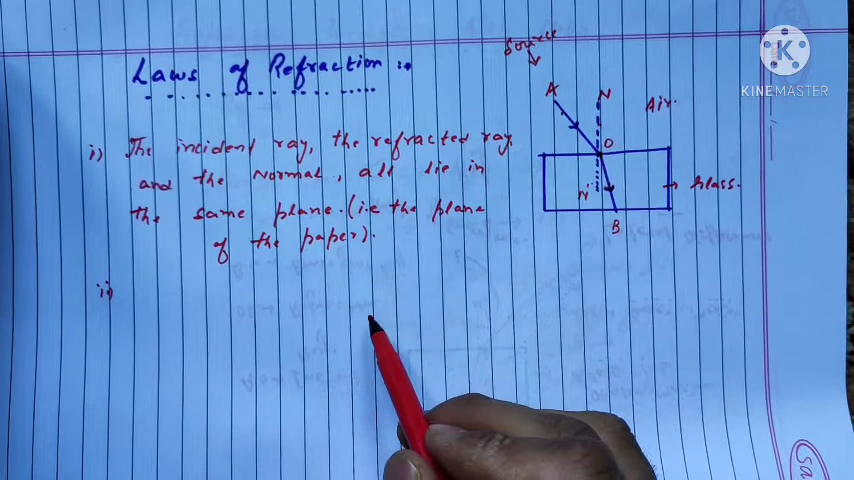 Laws of Refraction :-
i) The incident ray, the refracted ray,
and the Normal, all lie in
the same plane. (i.e the plane
of the paper).
ii)
Source
A
N
Air.
O
N'
→ Glass.
B
K
KINEMASTER
Sa